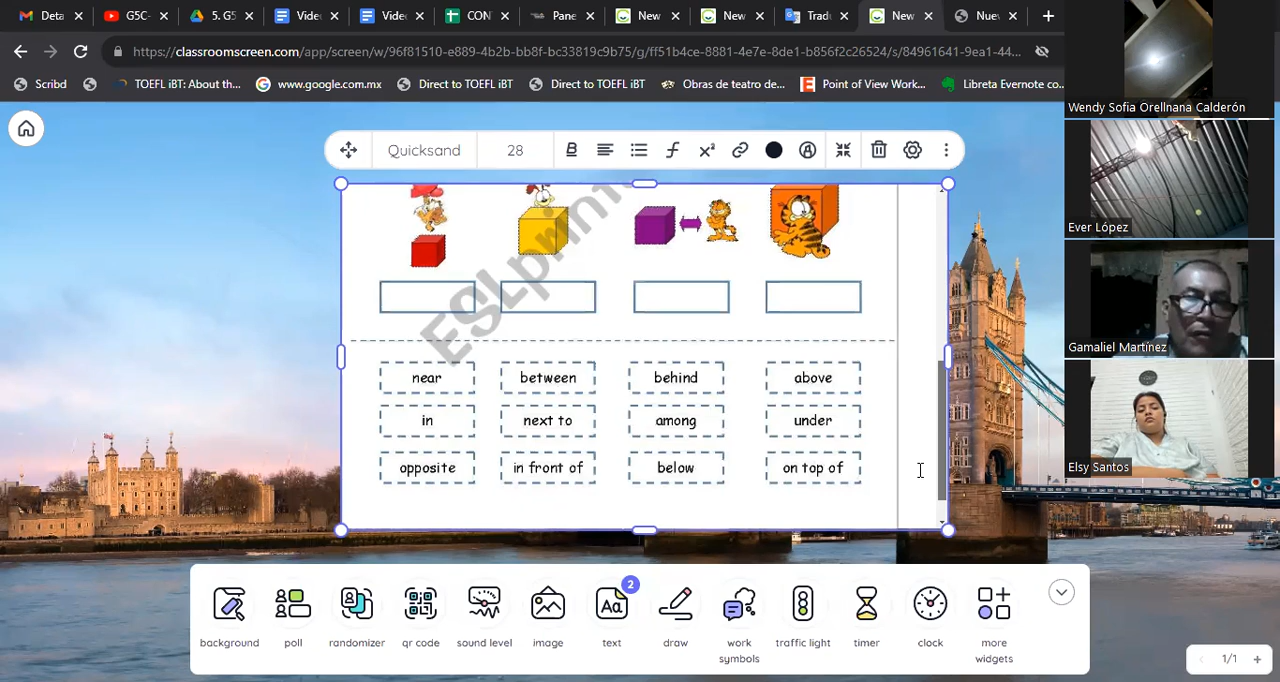 Deta
G5C-
5. G5
Vide
Video
CON
Pane
New
New
Tradu
New
Nue
https://classroomscreen.com/app/screen/w/96f81510-e889-4b2b-bb8f-bc33819c9b75/g/ff51b4ce-8881-4e7e-8de1-b856f2c26524/s/84961641-9ea1-44...
Scribd
TOEFL iBT: About th...
www.google.com.mx
Direct to TOEFL iBT
Direct to TOEFL iBT
Obras de teatro de...
Point of View Work...
Libreta Evernote co...
Wendy Sofia Orellnana Calderón
Ever López
Gamaliel Martínez
Elsy Santos
Quicksand
28
near between behind above
in next to among under
opposite in front of below on top of
2
background poll randomizer qr code sound level image text draw work symbols traffic light timer clock more widgets
1/1